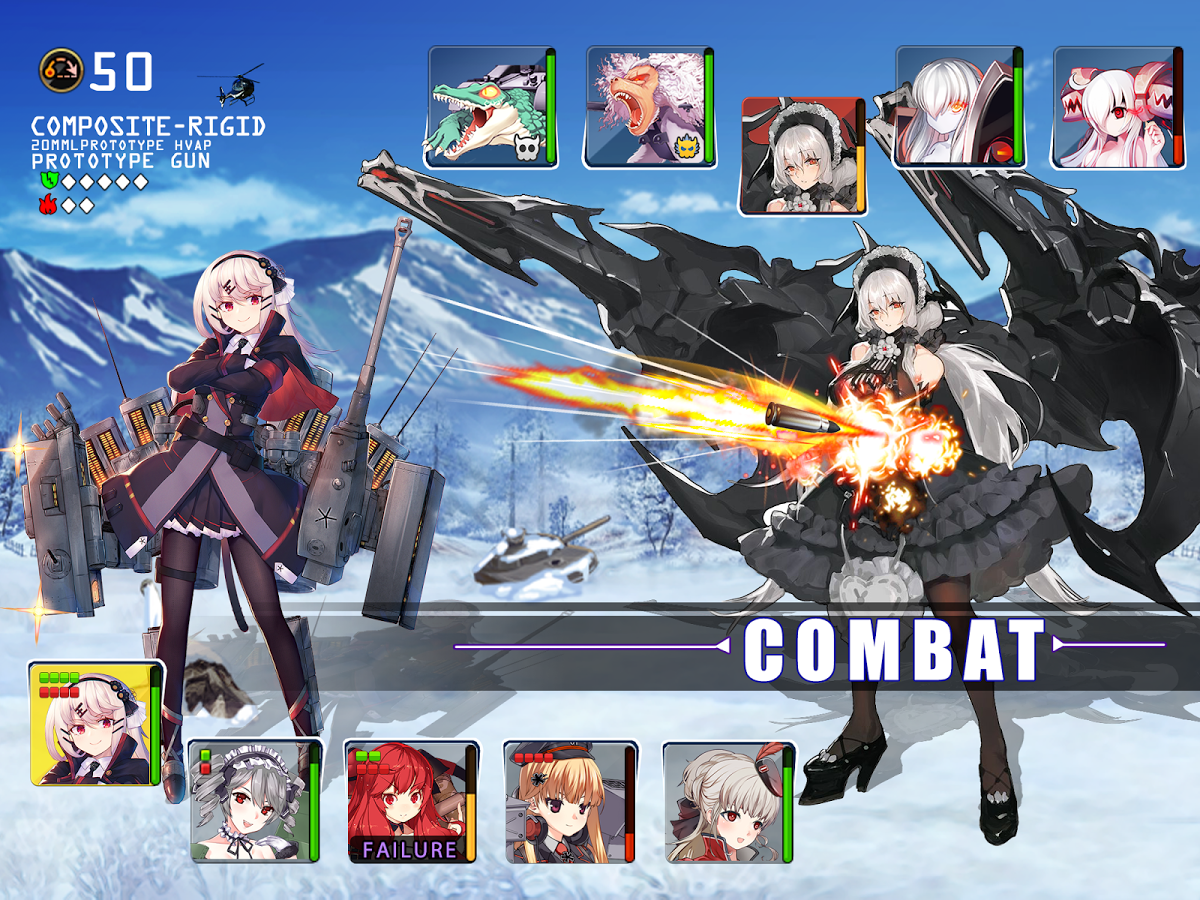 50
COMPOSITE-RIGID
20MMLPROTOTYPE HVAP
PROTOTYPE GUN
COMBAT
FAILURE